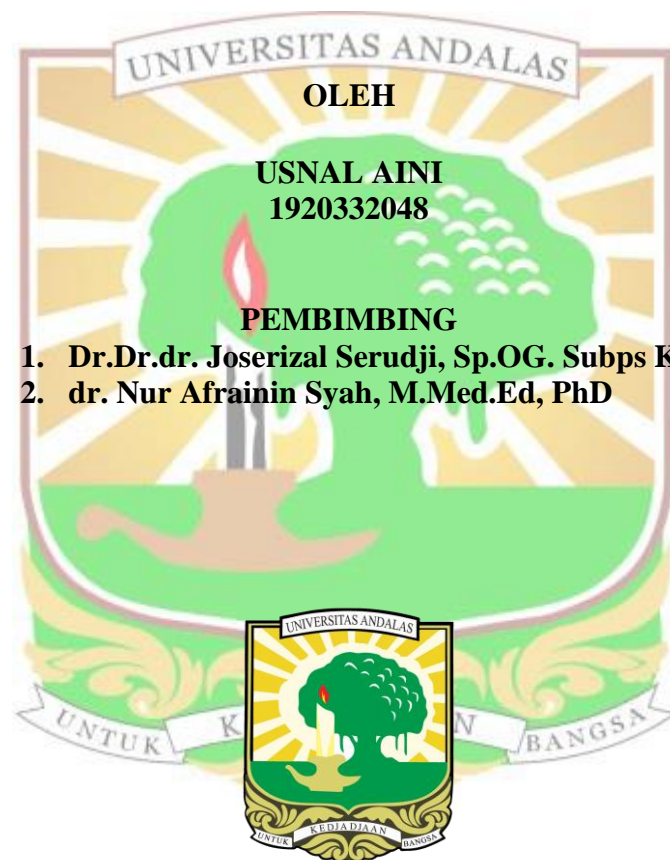 UNIVERSITAS ANDALAS
OLEH
USNAL AINI
1920332048
PEMBIMBING
1. Dr.Dr.dr. Joserizal Serudji, Sp.OG. Subps K
2. dr. Nur Afrainin Syah, M.Med.Ed, PhD
UNIVERSITAS ANDALAS
UNTUK K N BANGSA
UNTUK KEDJADJAAN BANGSA